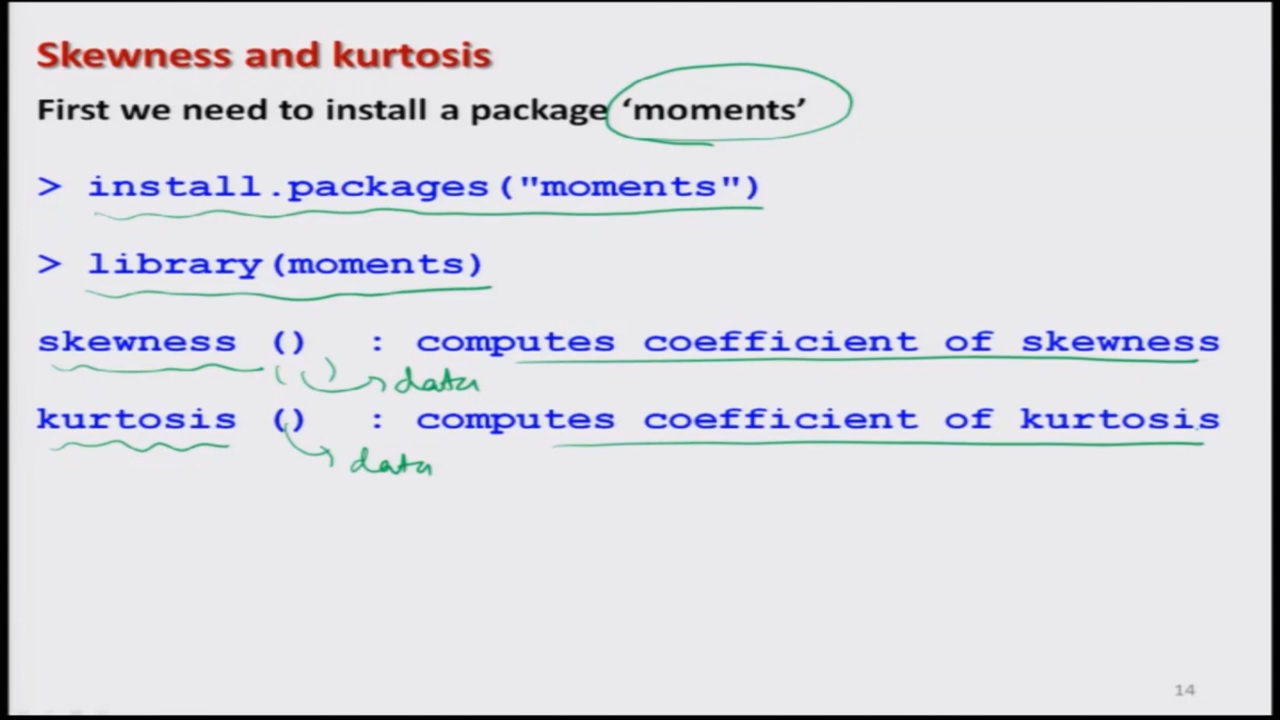 Skewness and kurtosis
First we need to install a package ‘moments’
> install.packages("moments")
> library(moments)
skewness () : computes coefficient of skewness
( ) data
kurtosis () : computes coefficient of kurtosis
data
14